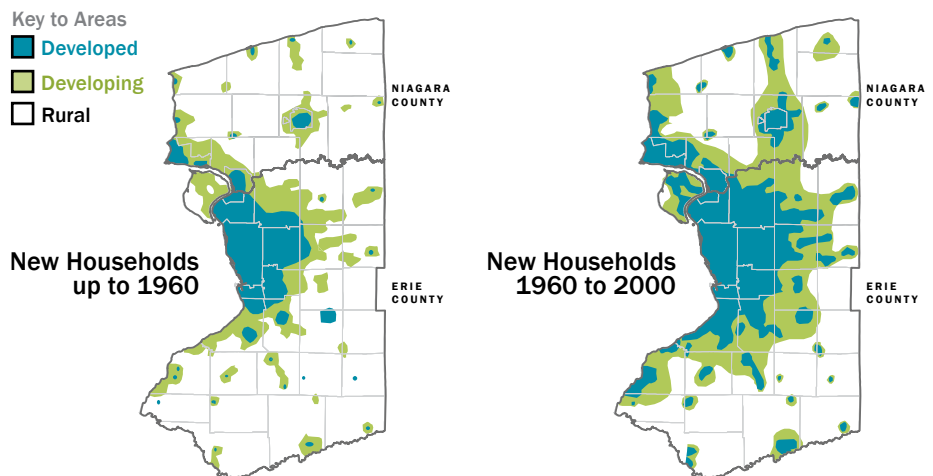 Key to Areas
Developed
Developing
Rural
NIAGARA
COUNTY
New Households
up to 1960
ERIE
COUNTY
NIAGARA
COUNTY
New Households
1960 to 2000
ERIE
COUNTY